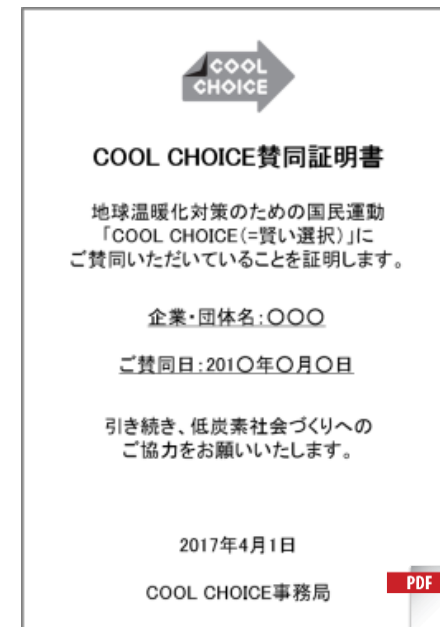 COOL
CHOICE
COOL CHOICE賛同証明書
地球温暖化対策のための国民運動
「COOL CHOICE(=賢い選択)」に
ご賛同いただいていることを証明します。
企業・団体名:〇〇〇
ご賛同日:201〇年〇月〇日
引き続き、低炭素社会づくりへの
ご協力をお願いいたします。
2017年4月1日
COOL CHOICE事務局
PDF